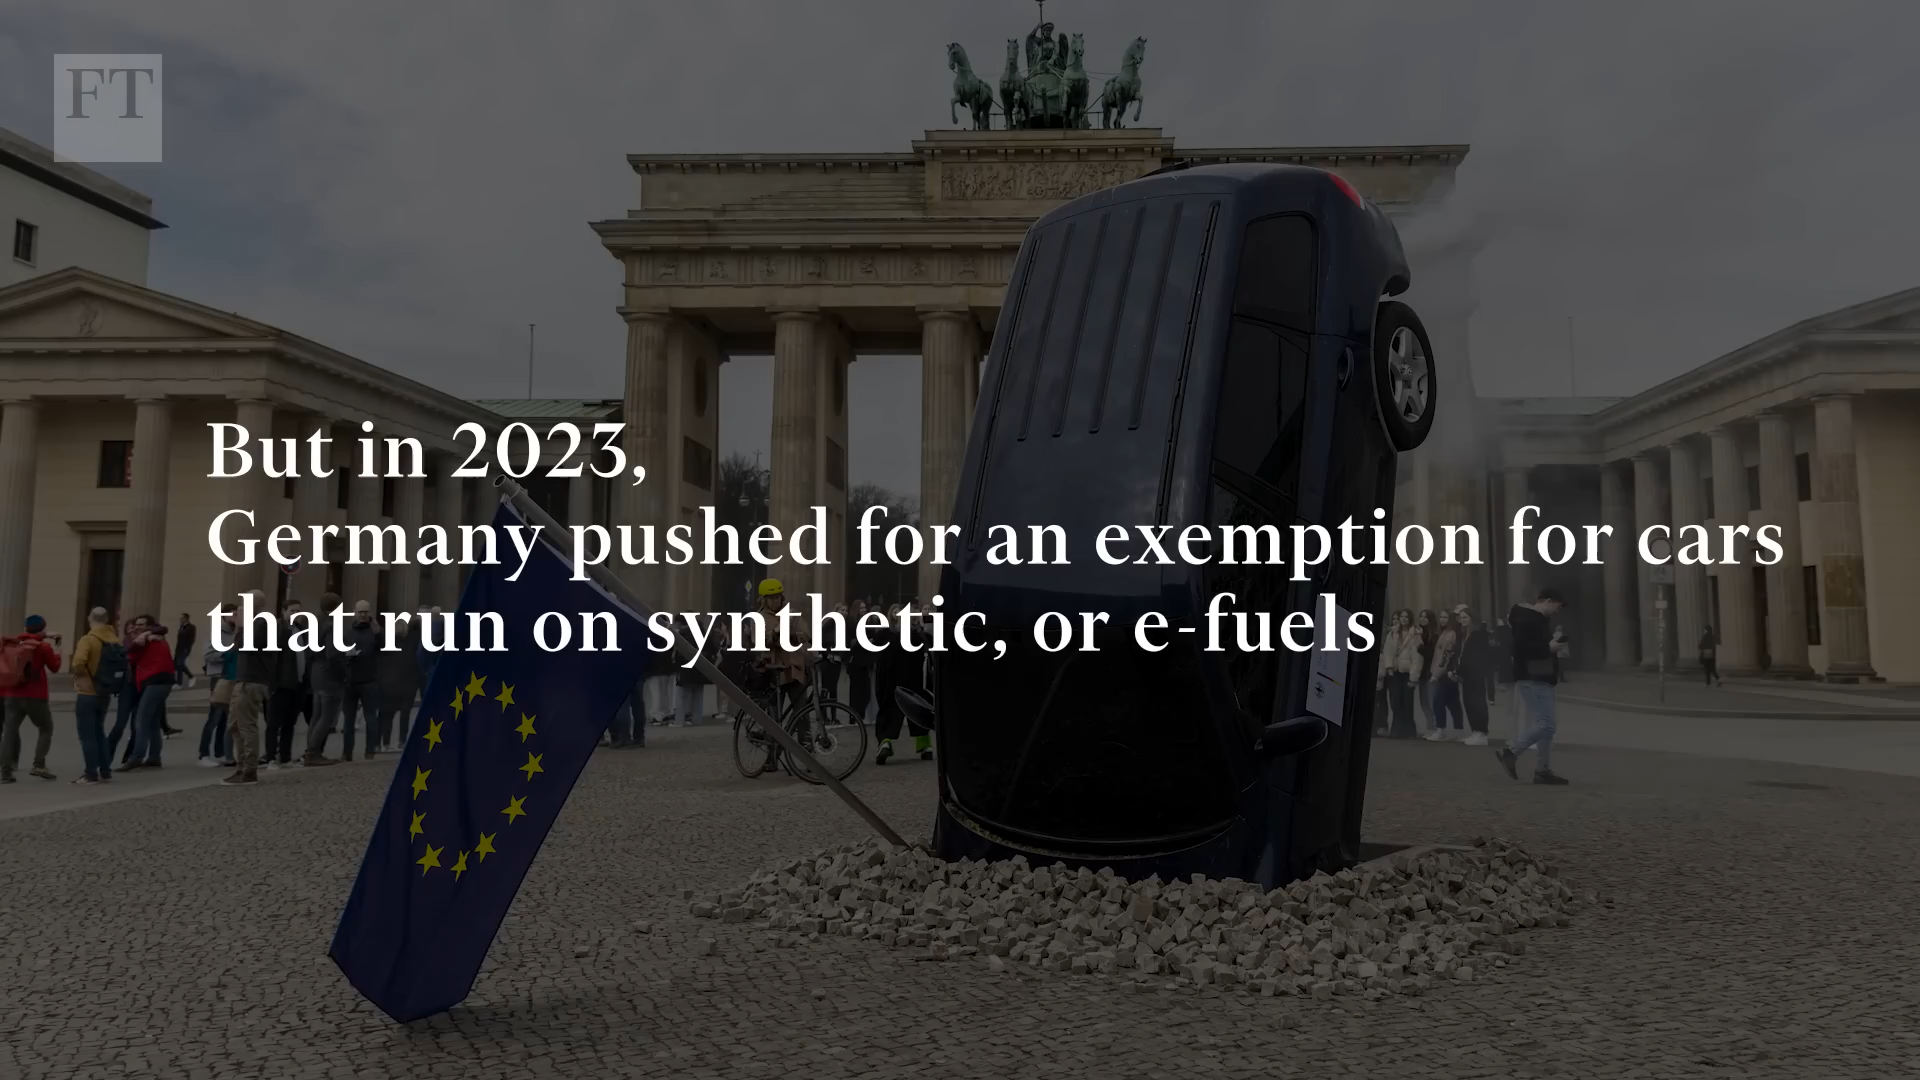 FT
But in 2023,
Germany pushed for an exemption for cars
that run on synthetic, or e-fuels